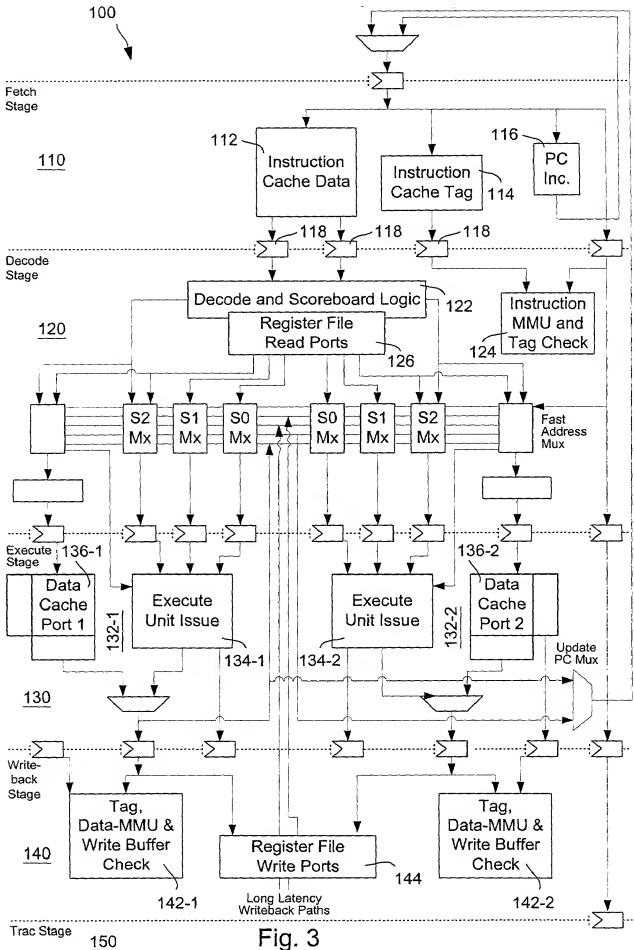 100
Fetch
Stage
110
112
Instruction
Cache Data
Instruction
Cache Tag
114
116
PC
Inc.
118
118
118
Decode
Stage
120
Decode and Scoreboard Logic
122
Register File
Read Ports
126
Instruction
MMU and
Tag Check
124
S2
Mx
S1
Mx
S0
Mx
S0
Mx
S1
Mx
S2
Mx
Fast
Address
Mux
Execute
Stage
136-1
Data
Cache
Port 1
132-1
Execute
Unit Issue
134-1
Execute
Unit Issue
134-2
132-2
136-2
Data
Cache
Port 2
Update
PC Mux
130
Write-
back
Stage
140
Tag,
Data-MMU &
Write Buffer
Check
142-1
Register File
Write Ports
144
Long Latency
Writeback Paths
Tag,
Data-MMU &
Write Buffer
Check
142-2
Trac Stage
150
Fig. 3